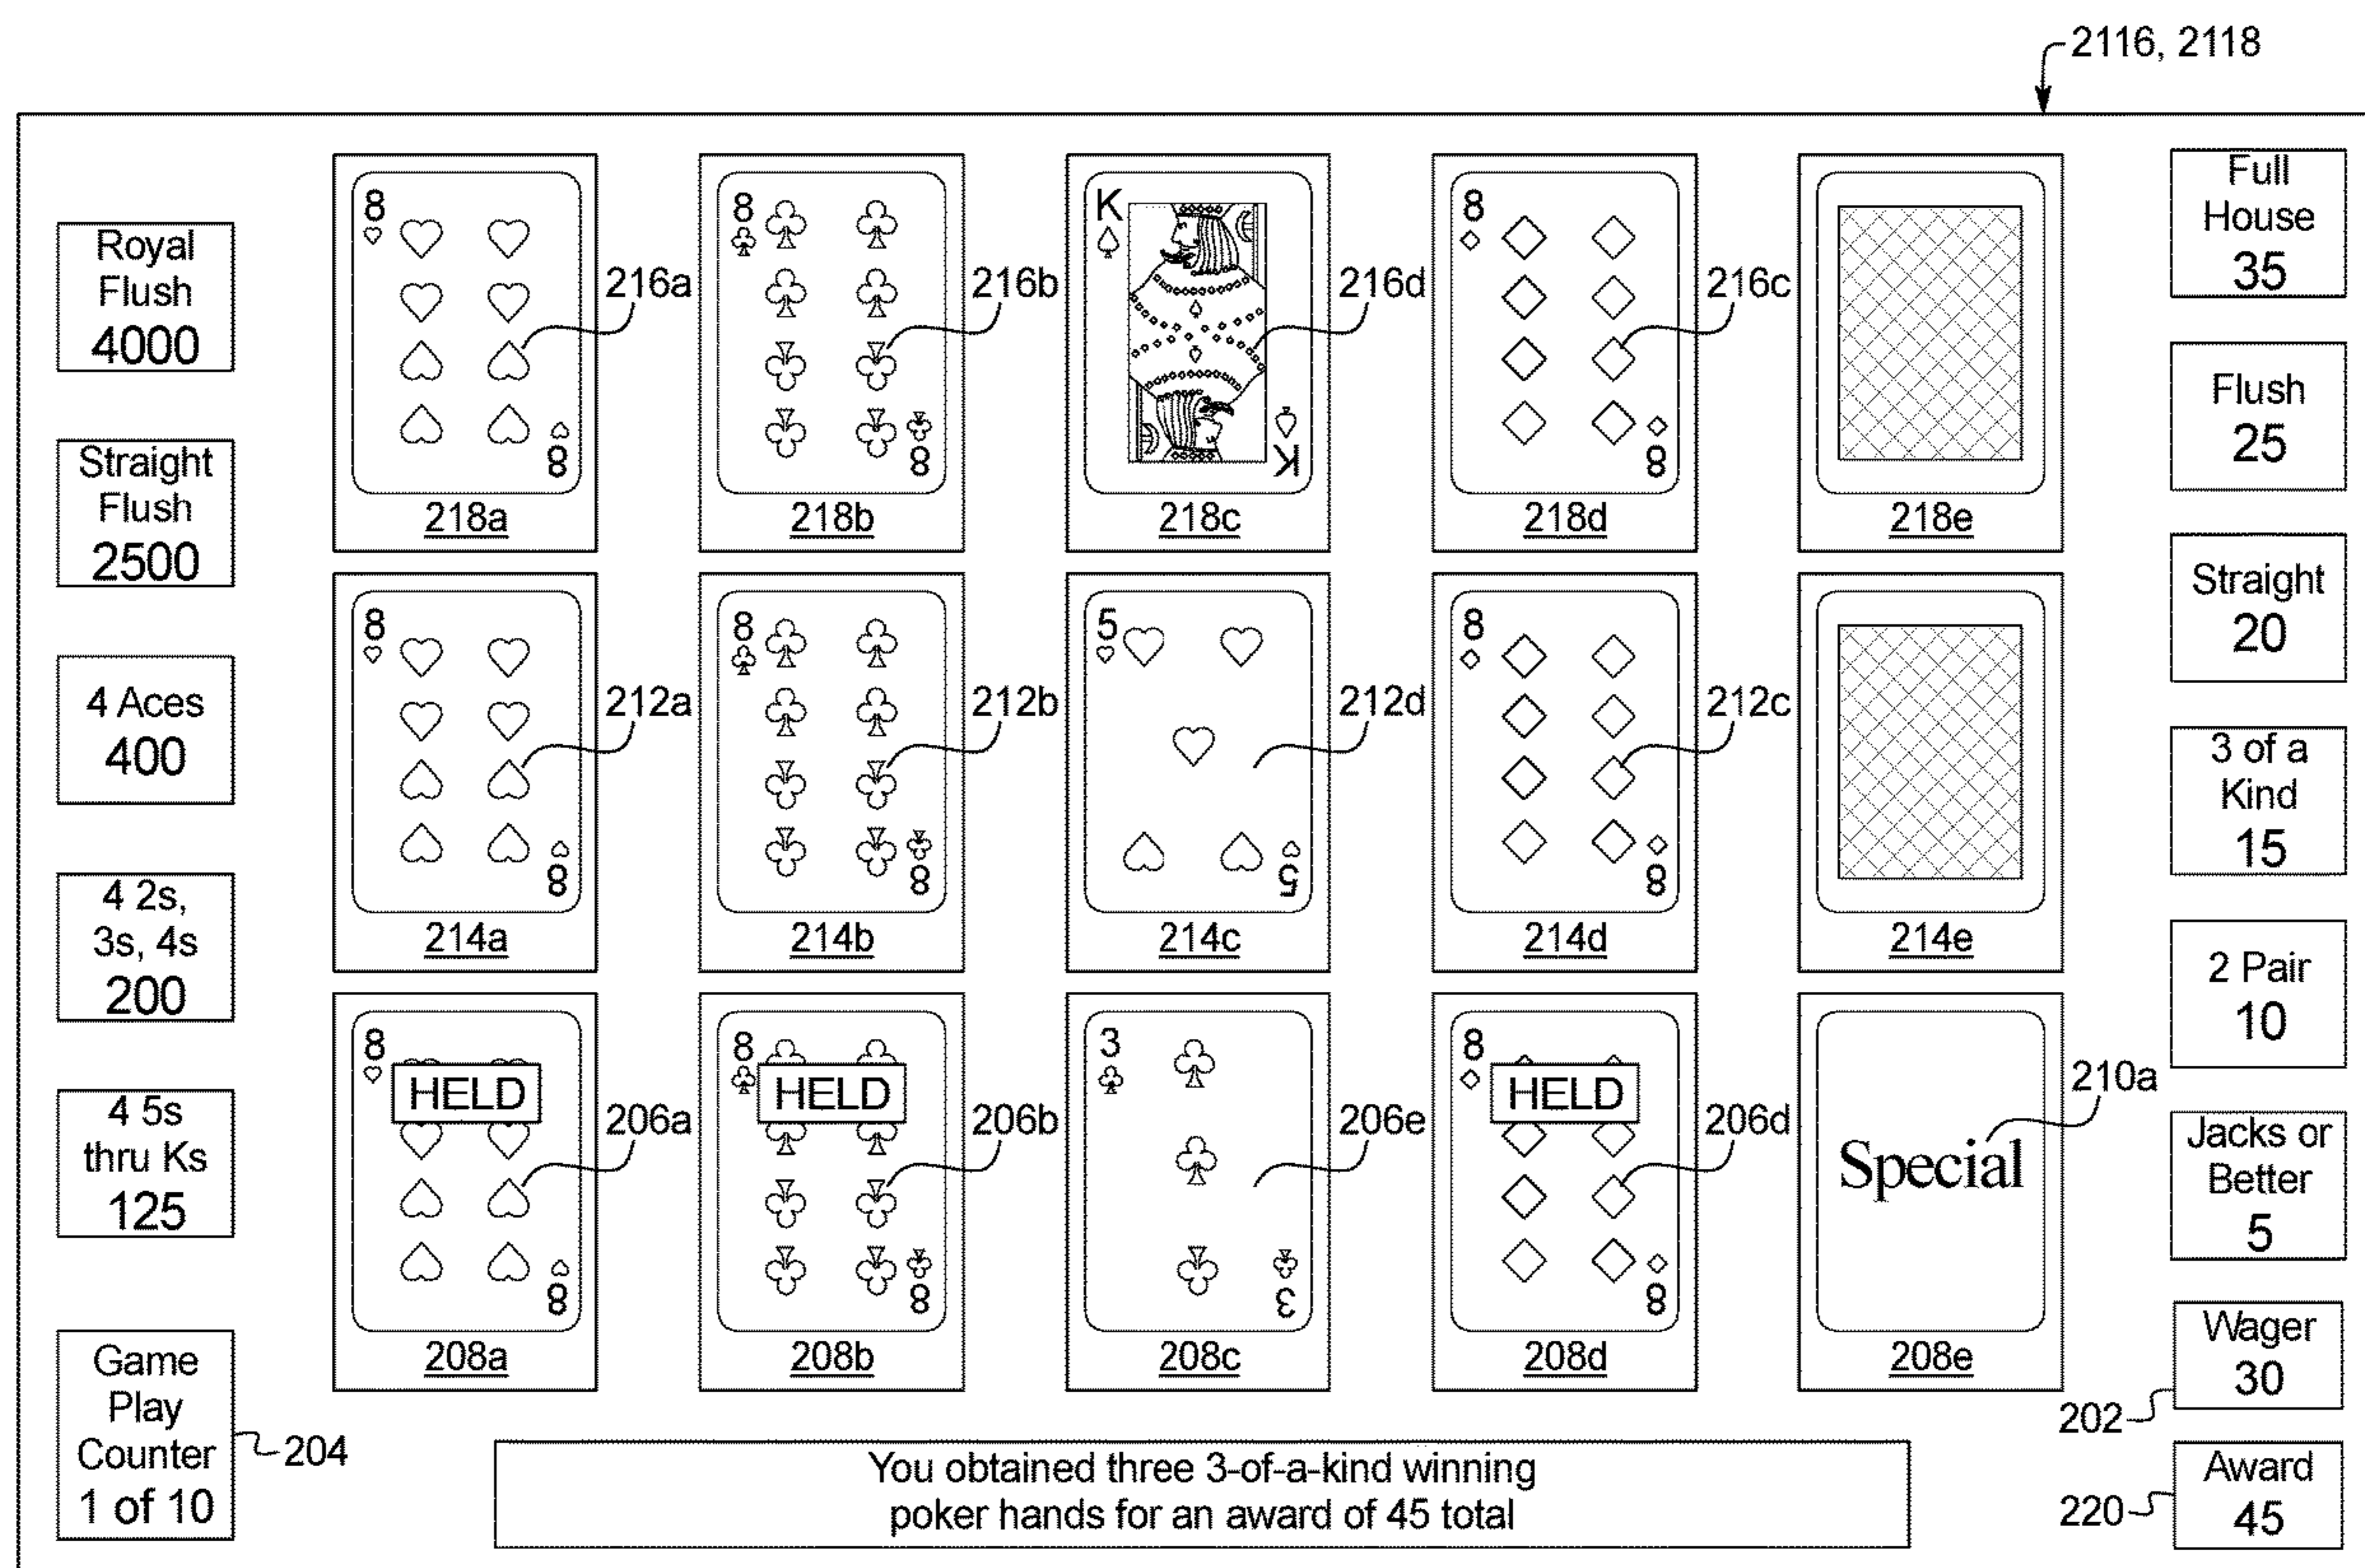 2116, 2118
Royal
Flush
4000
Straight
Flush
2500
4 Aces
400
4 2s,
3s, 4s
200
4 5s
thru Ks
125
Game
Play
Counter
1 of 10
204
8
8
216a
218a
8
8
216b
218b
K
K
216d
218c
8
8
216c
218d
218e
8
8
212a
214a
8
8
212b
214b
5
5
212d
214c
8
8
212c
214d
214e
8
HELD
8
206a
208a
8
HELD
8
206b
208b
3
3
206e
208c
8
HELD
8
206d
208d
Special
210a
208e
Full
House
35
Flush
25
Straight
20
3 of a
Kind
15
2 Pair
10
Jacks or
Better
5
Wager
30
202
Award
45
220
You obtained three 3-of-a-kind winning
poker hands for an award of 45 total